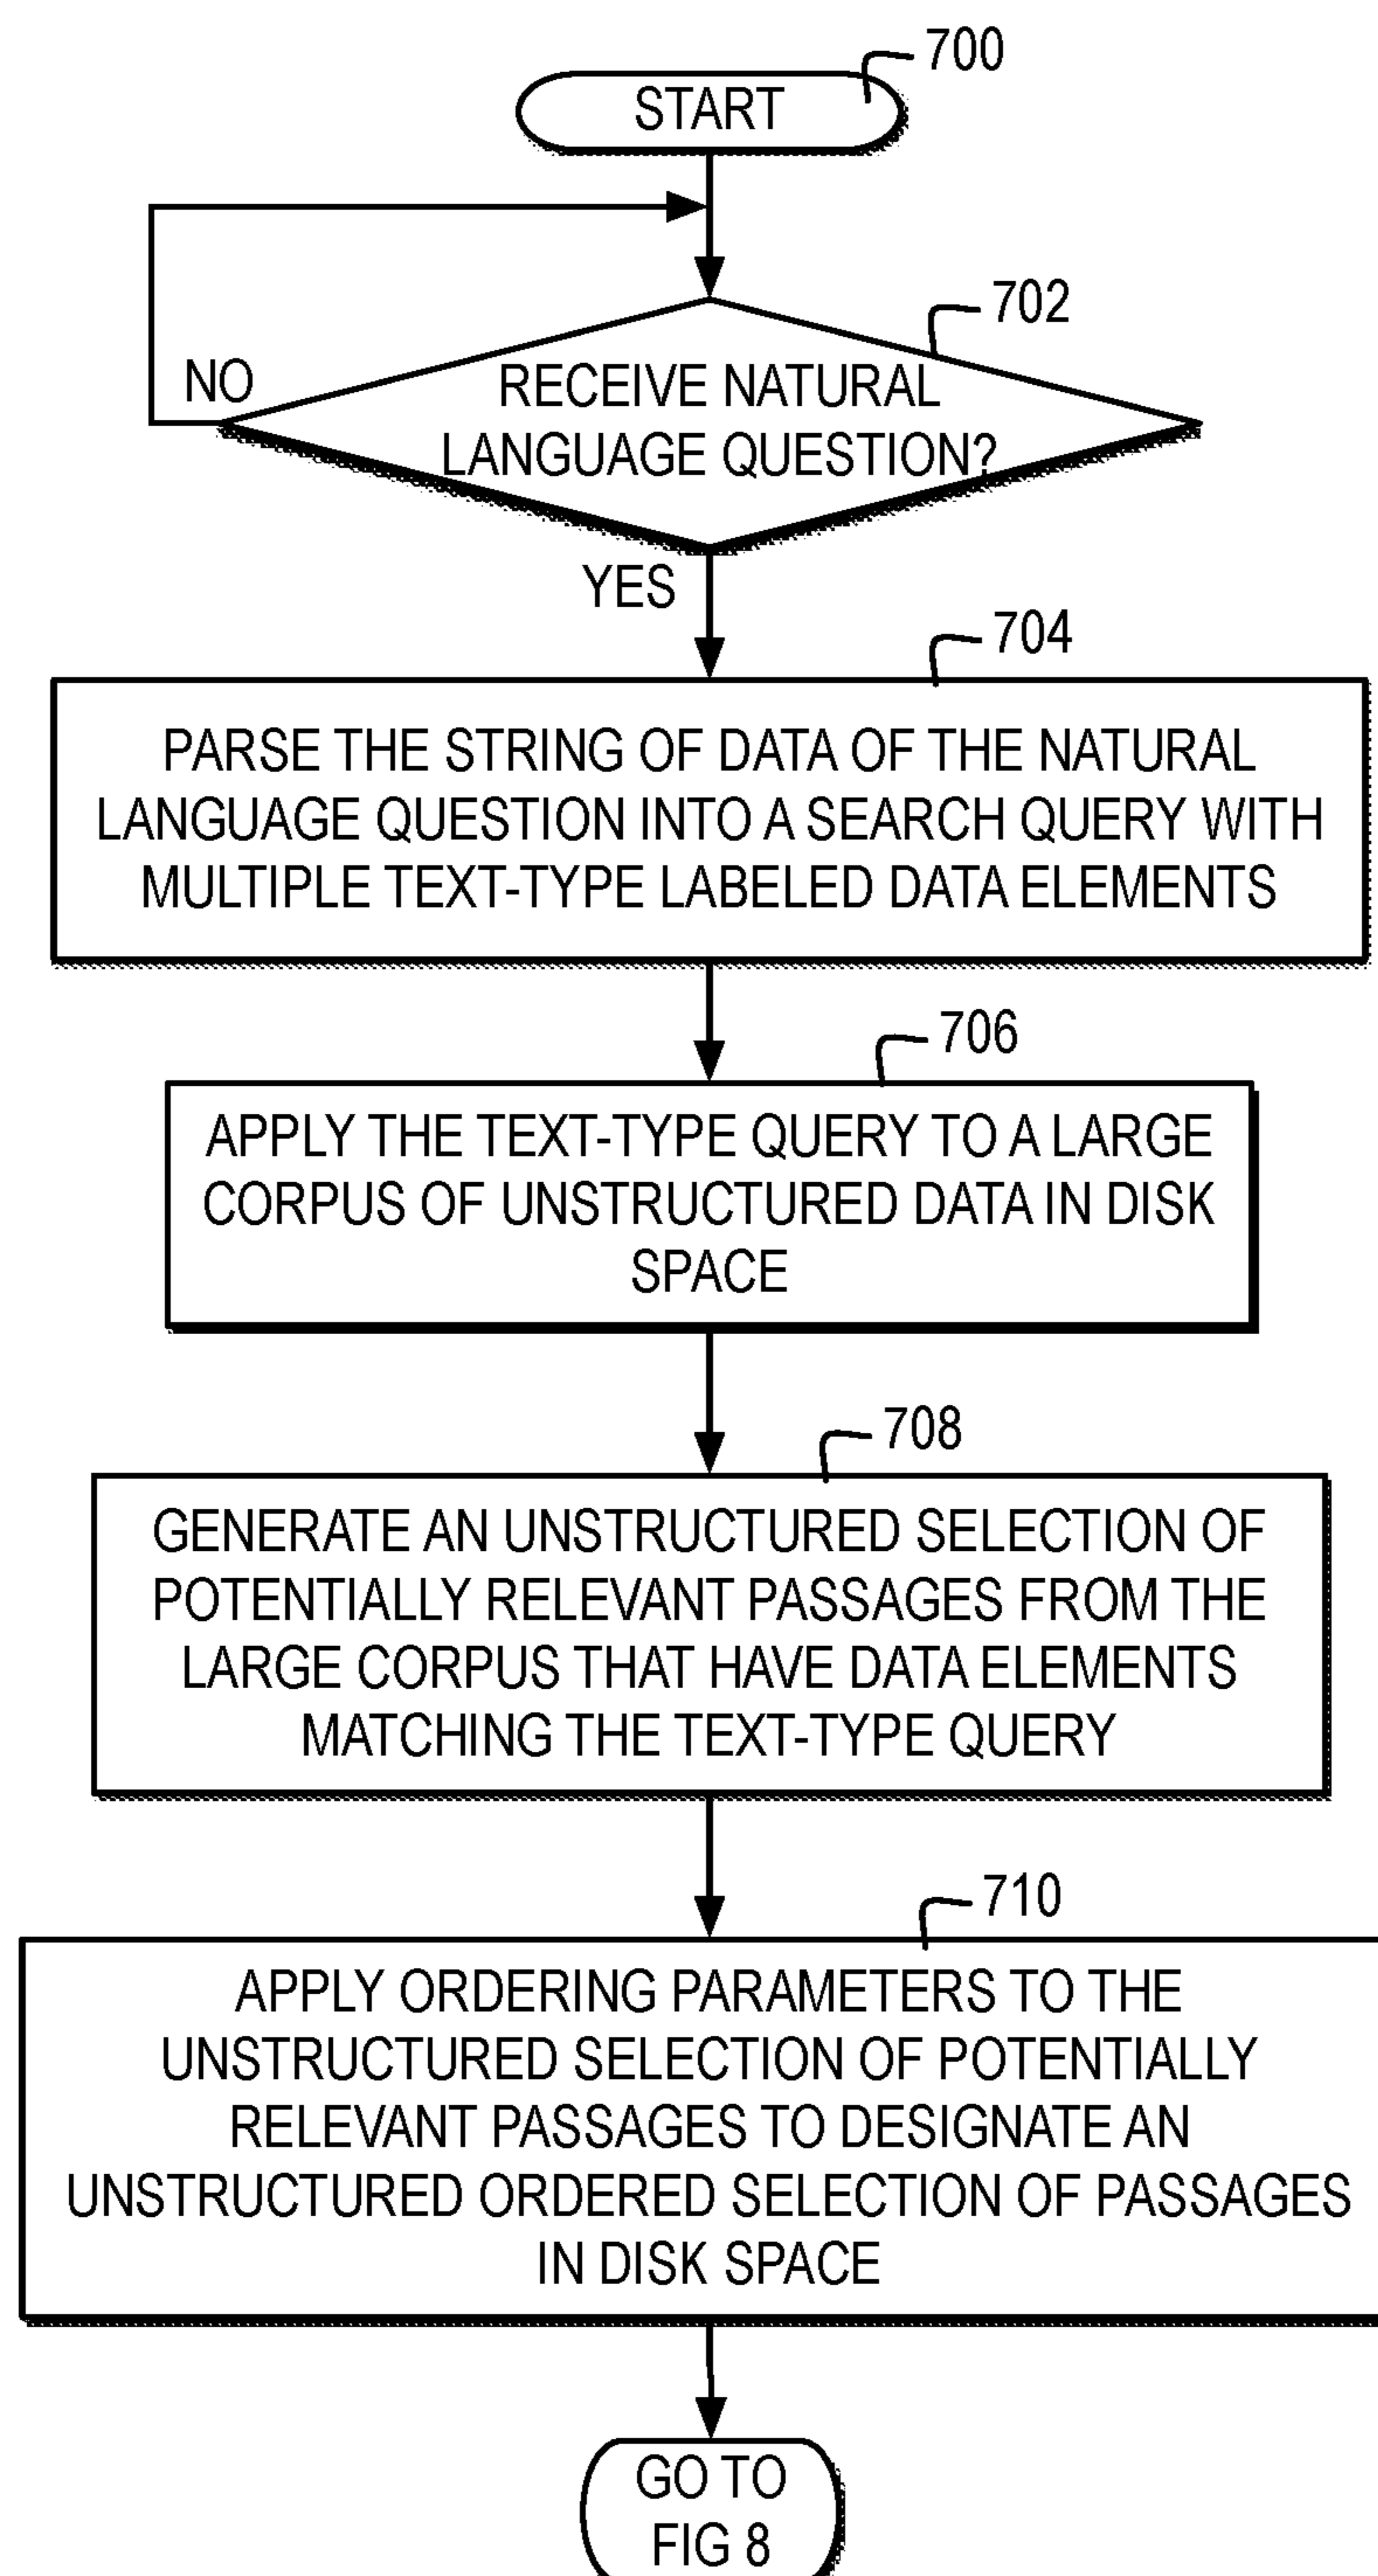 700
START
702
NO
RECEIVE NATURAL
LANGUAGE QUESTION?
YES
704
PARSE THE STRING OF DATA OF THE NATURAL
LANGUAGE QUESTION INTO A SEARCH QUERY WITH
MULTIPLE TEXT-TYPE LABELED DATA ELEMENTS
706
APPLY THE TEXT-TYPE QUERY TO A LARGE
CORPUS OF UNSTRUCTURED DATA IN DISK
SPACE
708
GENERATE AN UNSTRUCTURED SELECTION OF
POTENTIALLY RELEVANT PASSAGES FROM THE
LARGE CORPUS THAT HAVE DATA ELEMENTS
MATCHING THE TEXT-TYPE QUERY
710
APPLY ORDERING PARAMETERS TO THE
UNSTRUCTURED SELECTION OF POTENTIALLY
RELEVANT PASSAGES TO DESIGNATE AN
UNSTRUCTURED ORDERED SELECTION OF PASSAGES
IN DISK SPACE
GO TO
FIG 8